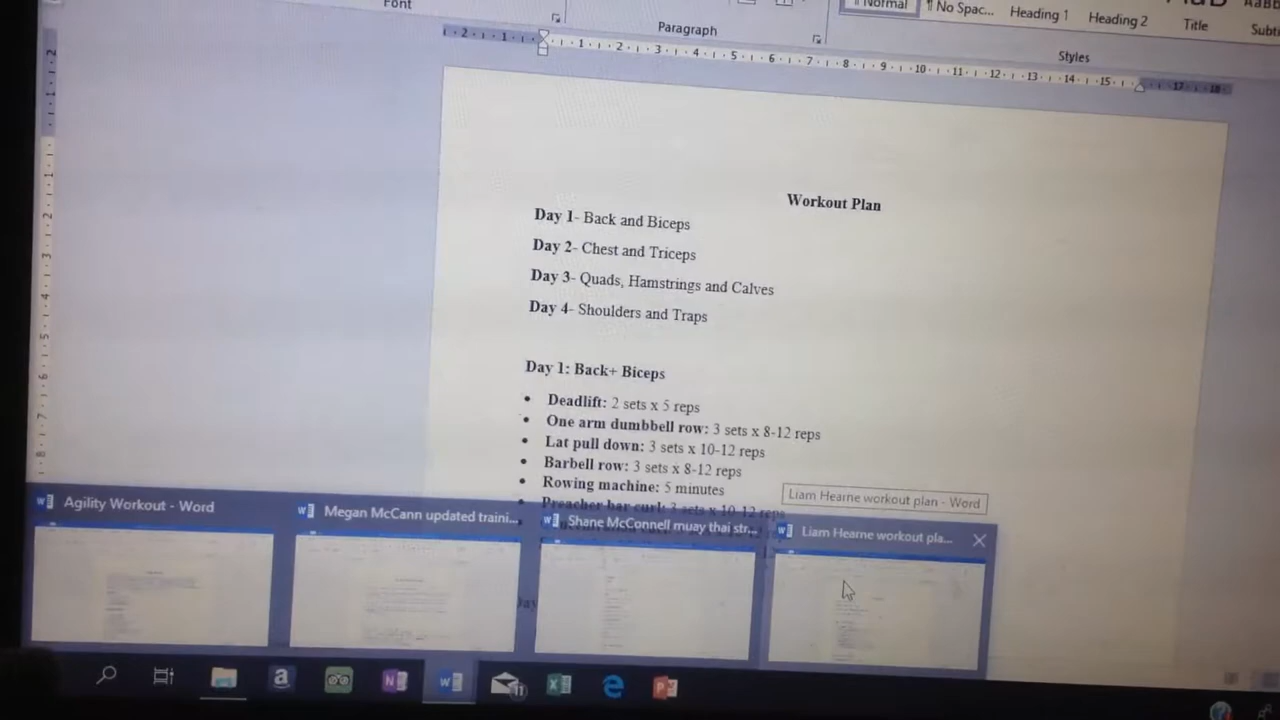 Font
Paragraph
Styles
¶ Normal
¶ No Spac...
Heading 1
Heading 2
Title
Workout Plan
Day 1- Back and Biceps
Day 2- Chest and Triceps
Day 3- Quads, Hamstrings and Calves
Day 4- Shoulders and Traps
Day 1: Back+ Biceps
• Deadlift: 2 sets x 5 reps
• One arm dumbbell row: 3 sets x 8-12 reps
• Lat pull down: 3 sets x 10-12 reps
• Barbell row: 3 sets x 8-12 reps
• Rowing machine: 5 minutes
• Preacher bar curl: 3 sets x 10-12 reps
Liam Hearne workout plan - Word
Agility Workout - Word
Megan McCann updated traini...
Shane McConnell muay thai str...
Liam Hearne workout pla...